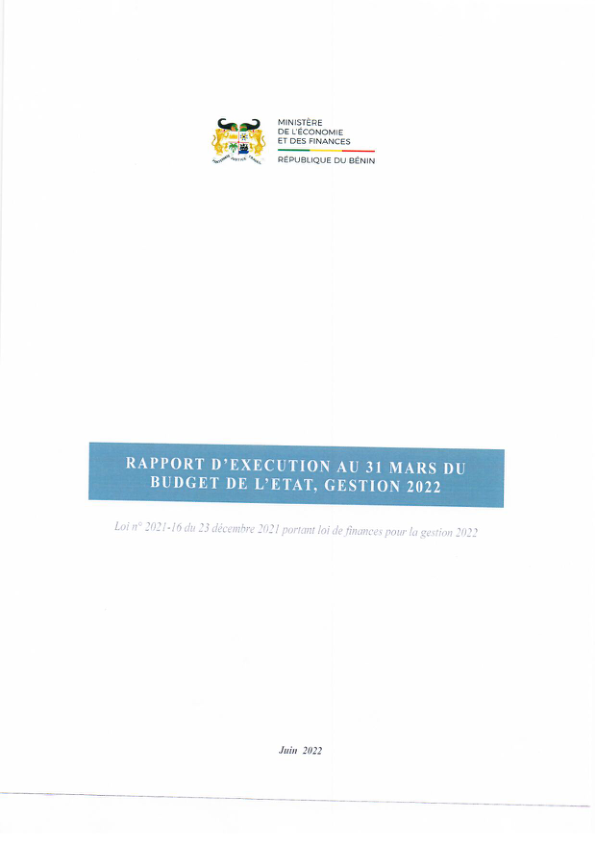 MINISTÈRE
DE L'ÉCONOMIE
ET DES FINANCES
RÉPUBLIQUE DU BÉNIN
RAPPORT D'EXECUTION AU 31 MARS DU
BUDGET DE L'ETAT, GESTION 2022
Loi n° 2021-16 du 23 décembre 2021 portant loi de finances pour la gestion 2022
Juin 2022